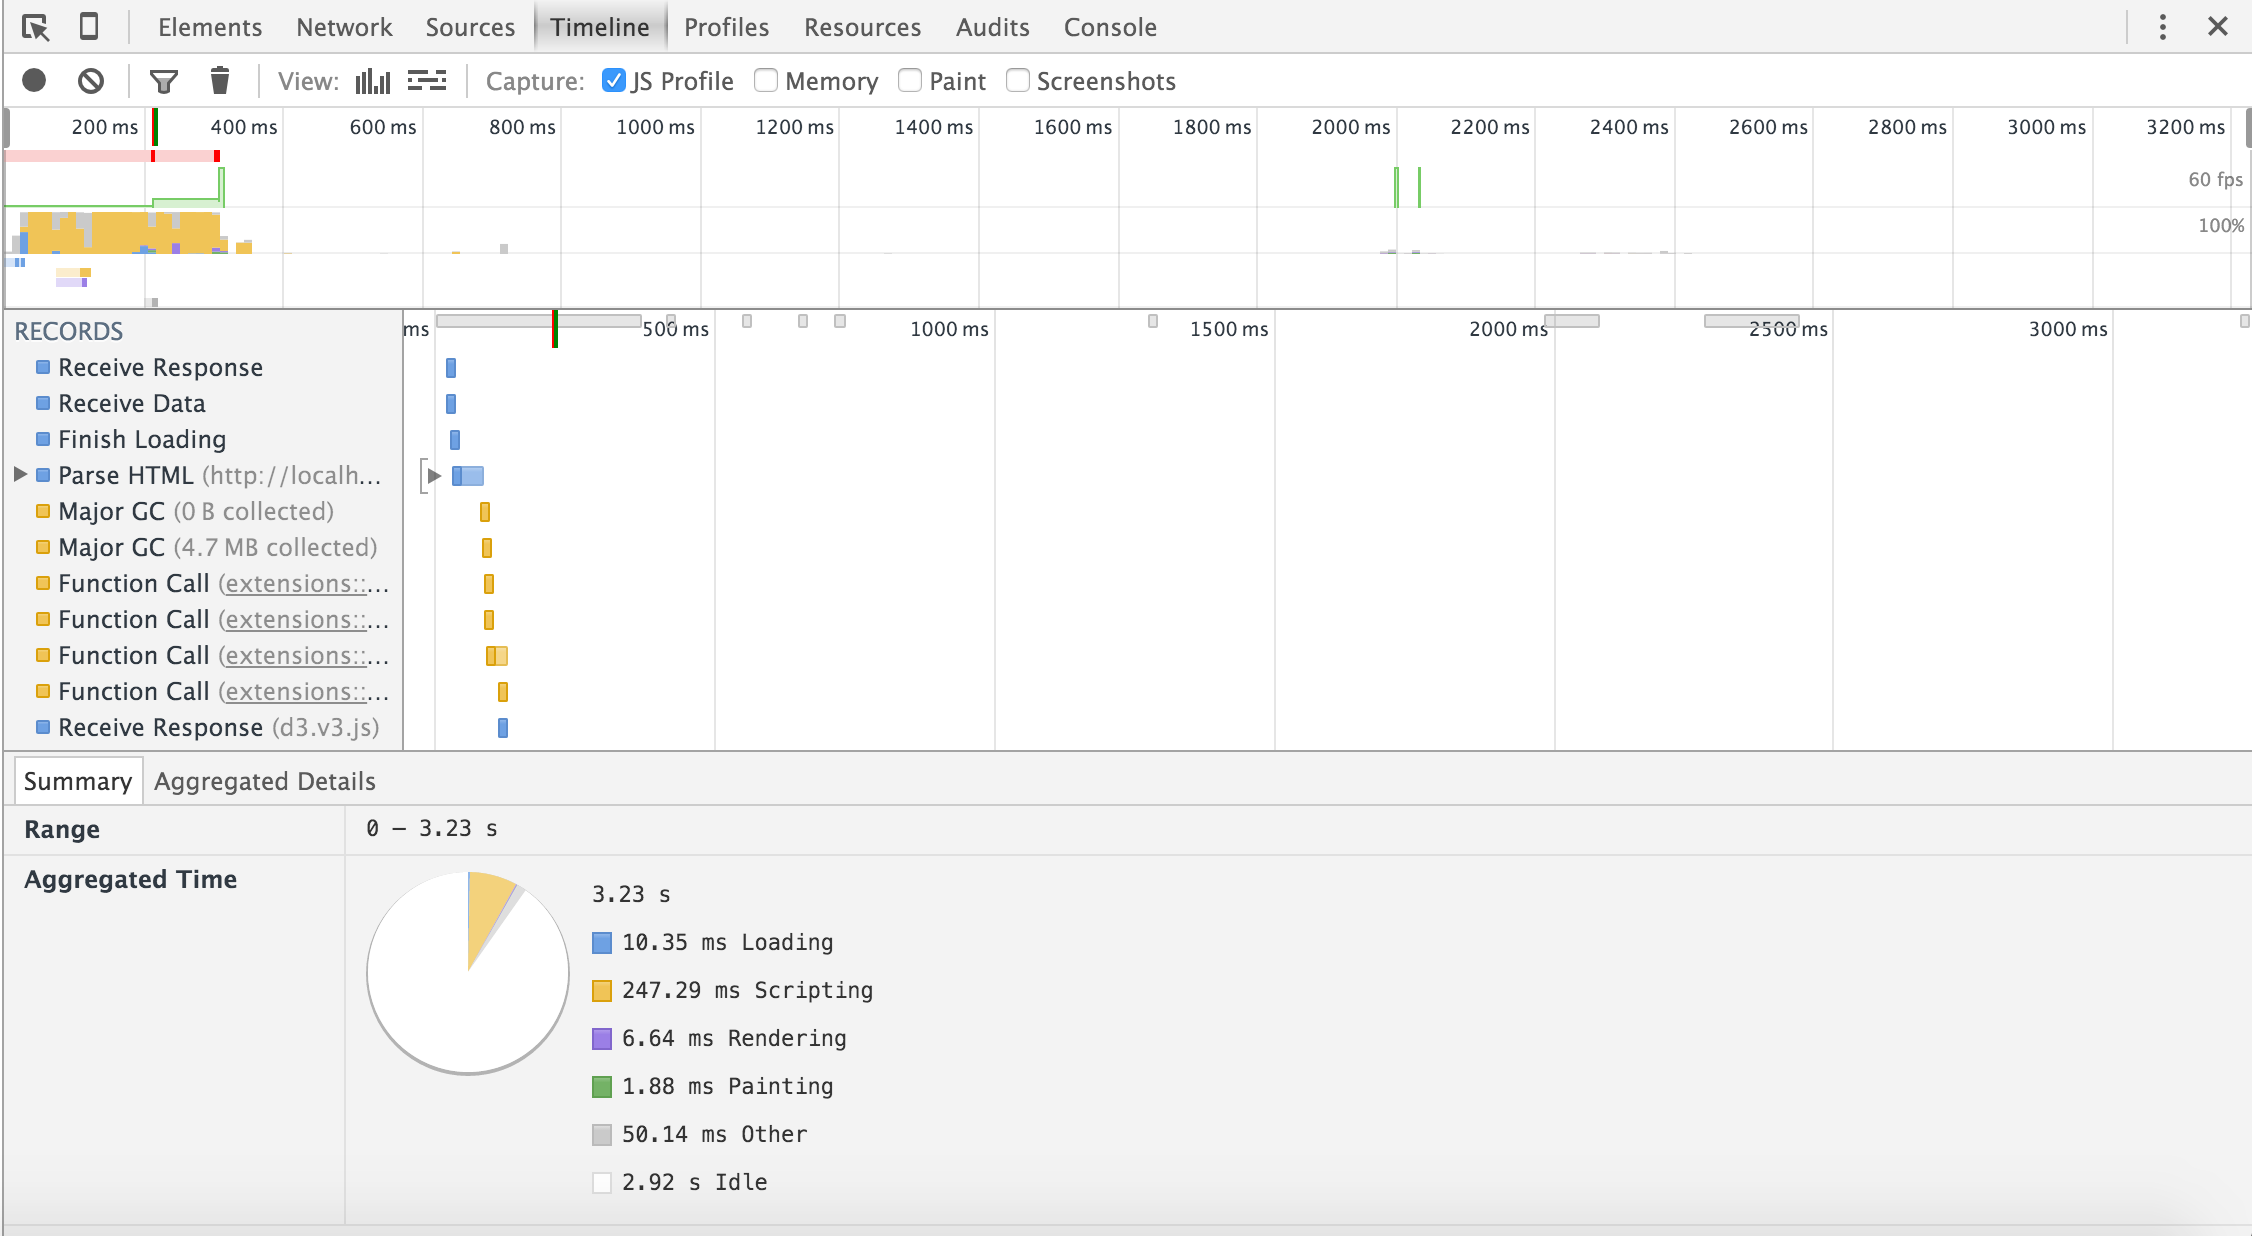 Elements Network Sources Timeline Profiles Resources Audits Console
View: Capture: JS Profile Memory Paint Screenshots
200 ms 400 ms 600 ms 800 ms 1000 ms 1200 ms 1400 ms 1600 ms 1800 ms 2000 ms 2200 ms 2400 ms 2600 ms 2800 ms 3000 ms 3200 ms
60 fps
100%
RECORDS ms 500 ms 1000 ms 1500 ms 2000 ms 2500 ms 3000 ms
Receive Response
Receive Data
Finish Loading
Parse HTML (http://localh...
Major GC (0 B collected)
Major GC (4.7 MB collected)
Function Call (extensions::...
Function Call (extensions::...
Function Call (extensions::...
Function Call (extensions::...
Receive Response (d3.v3.js)
Summary Aggregated Details
Range 0 – 3.23 s
Aggregated Time
3.23 s
10.35 ms Loading
247.29 ms Scripting
6.64 ms Rendering
1.88 ms Painting
50.14 ms Other
2.92 s Idle